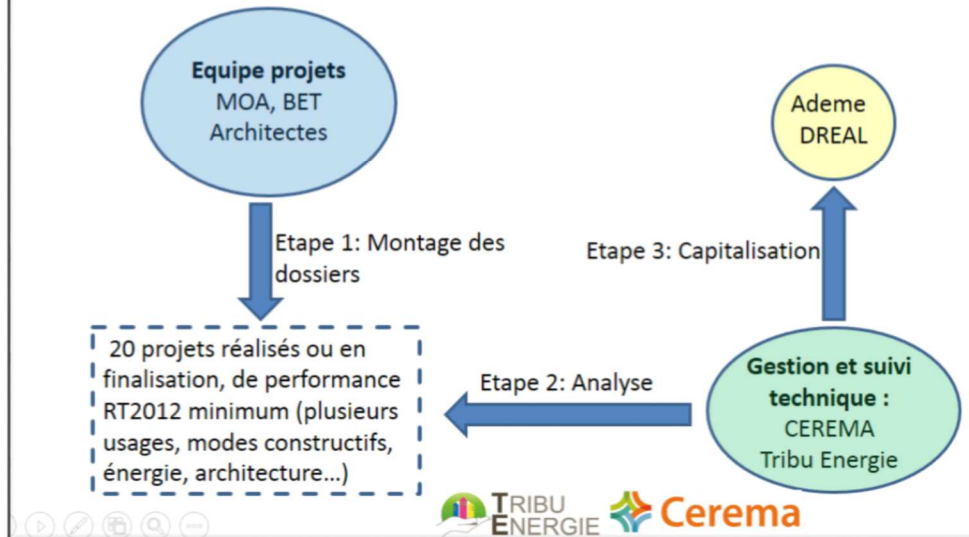 Equipe projets
MOA, BET
Architectes
Ademe
DREAL
Etape 1: Montage des
dossiers
Etape 3: Capitalisation
20 projets réalisés ou en
finalisation, de performance
RT2012 minimum (plusieurs
usages, modes constructifs,
énergie, architecture...)
Etape 2: Analyse
Gestion et suivi
technique :
CEREMA
Tribu Energie
TRIBU
ENERGIE
Cerema